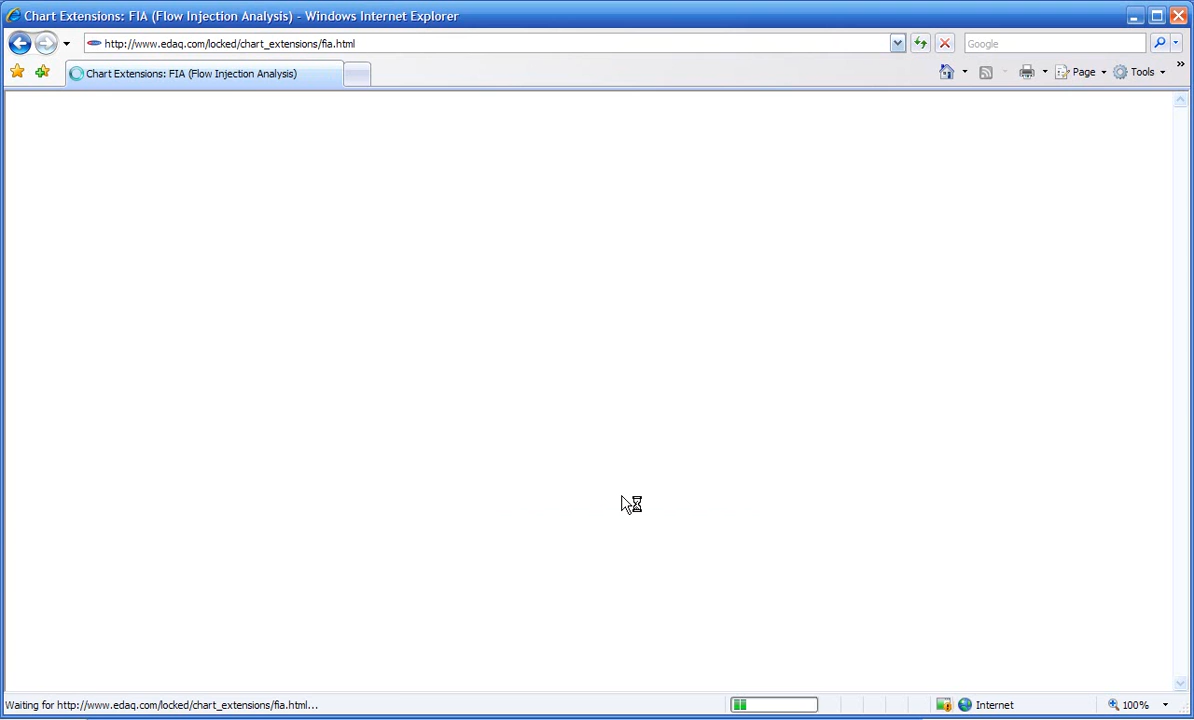 Chart Extensions: FIA (Flow Injection Analysis) - Windows Internet Explorer
http://www.edaq.com/locked/chart_extensions/fia.html
Google
Chart Extensions: FIA (Flow Injection Analysis)
Page
Tools
Waiting for http://www.edaq.com/locked/chart_extensions/fia.html...
Internet
100%